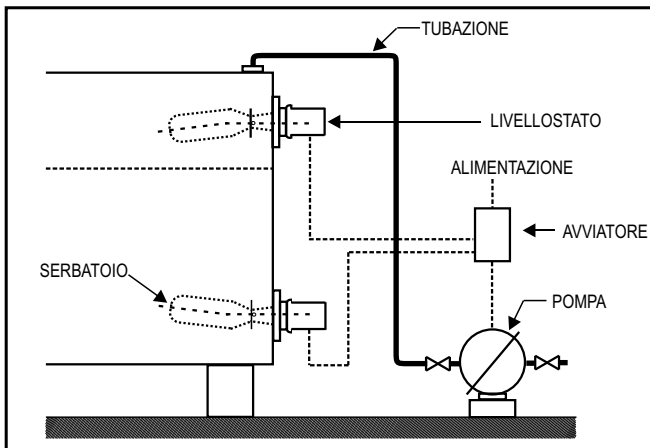 TUBAZIONE
LIVELLOSTATO
ALIMENTAZIONE
AVVIATORE
SERBATOIO
POMPA